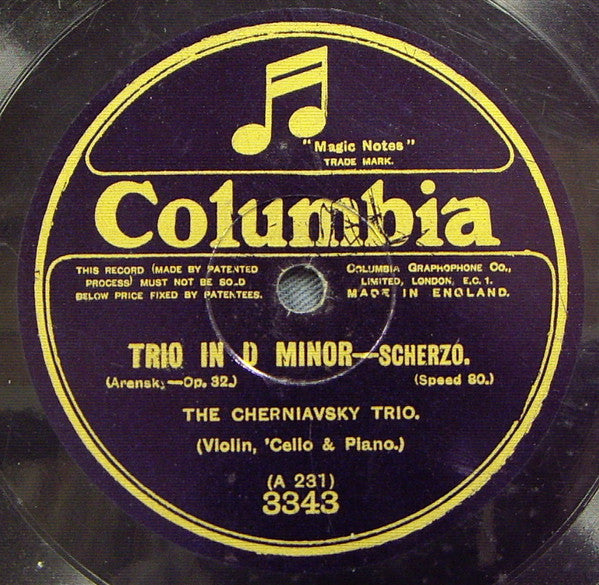 "Magic Notes"
TRADE MARK.
Columbia
THIS RECORD (MADE BY PATENTED
PROCESS) MUST NOT BE SOLD
BELOW PRICE FIXED BY PATENTEES.
COLUMBIA GRAPHOPHONE CO.,
LIMITED, LONDON, E.C. 1.
MADE IN ENGLAND.
TRIO IN D MINOR—SCHERZO.
(Arensky—Op. 32.) (Speed 80.)
THE CHERNIAVSKY TRIO.
(Violin, 'Cello & Piano.)
(A 231)
3343